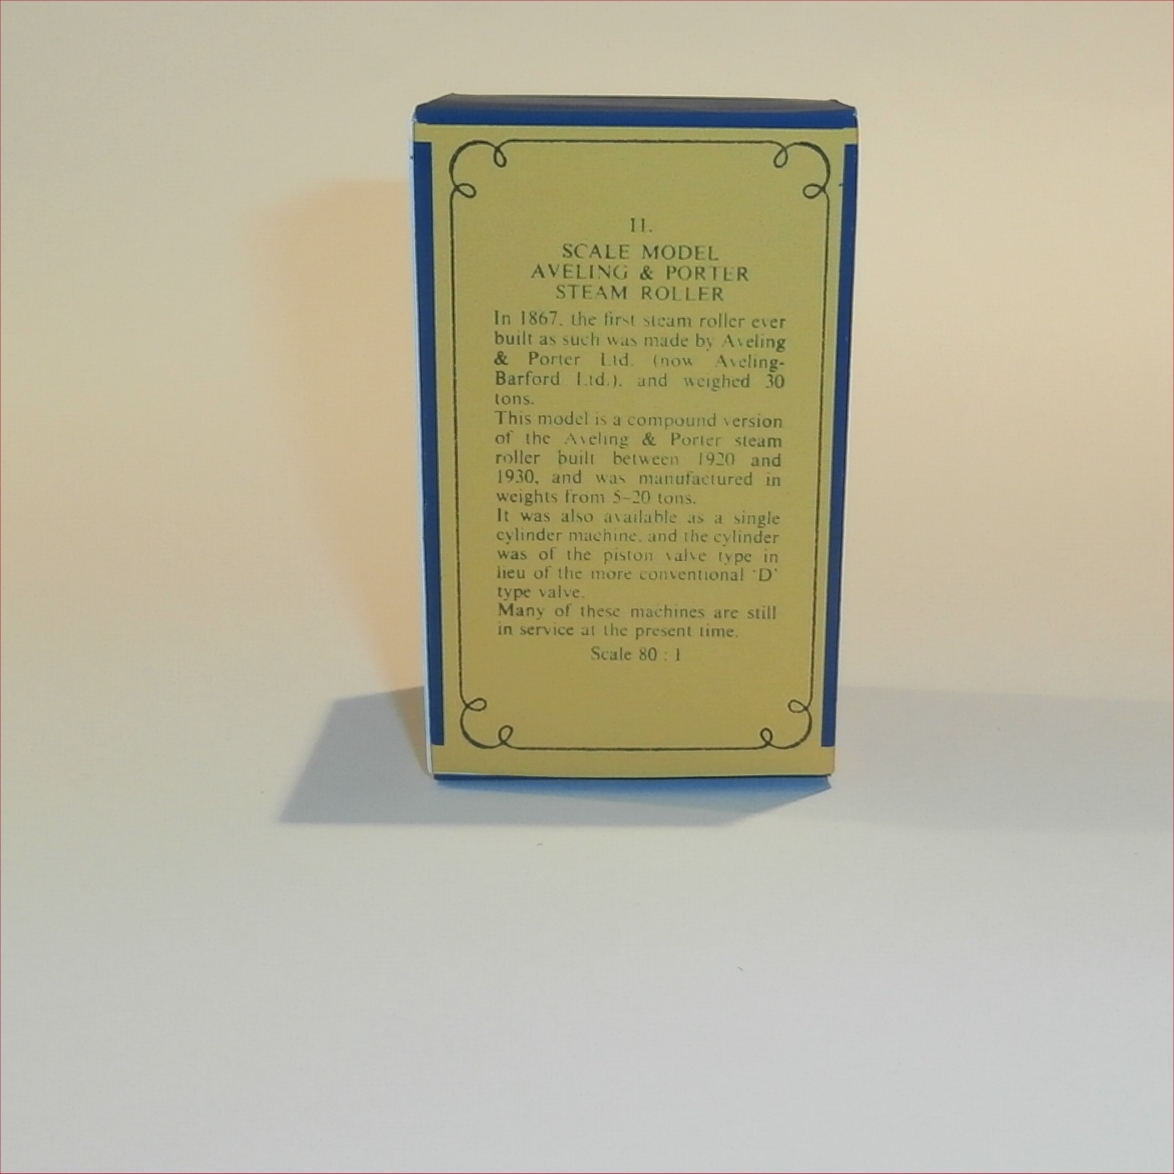 11.
SCALE MODEL
AVELING & PORTER
STEAM ROLLER
In 1867, the first steam roller ever
built as such was made by Aveling
& Porter Ltd. (now Aveling-
Barford Ltd.), and weighed 30
tons.
This model is a compound version
of the Aveling & Porter steam
roller built between 1920 and
1930, and was manufactured in
weights from 5–20 tons.
It was also available as a single
cylinder machine, and the cylinder
was of the piston valve type in
lieu of the more conventional ‘D’
type valve.
Many of these machines are still
in service at the present time.
Scale 80 : 1